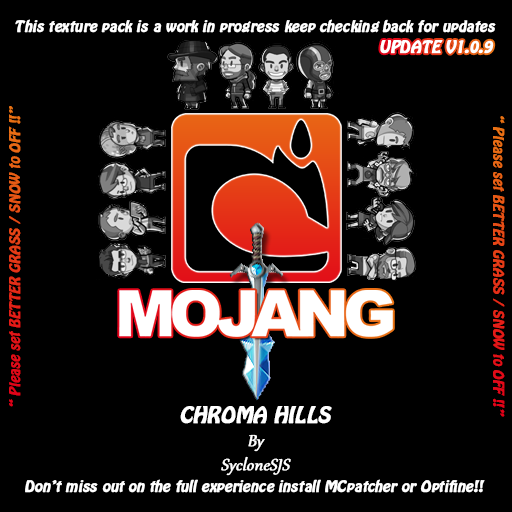 This texture pack is a work in progress keep checking back for updates
UPDATE V1.0.9
“ Please set BETTER GRASS / SNOW to OFF !!”
“ Please set BETTER GRASS / SNOW to OFF !!”
MOJANG
CHROMA HILLS
By
SycloneSJS
Don't miss out on the full experience install MCpatcher or Optifine!!